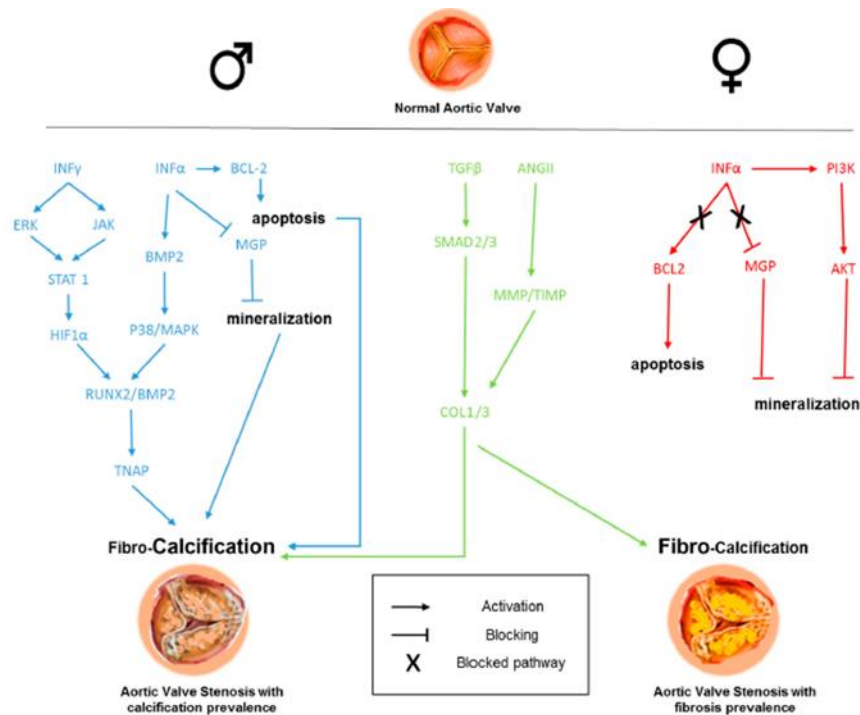 ♂
♀
Normal Aortic Valve
INFγ
INFα
BCL-2
TGFβ
ANGII
INFα
PI3K
ERK
JAK
apoptosis
MGP
SMAD2/3
STAT 1
BMP2
BCL2
MGP
AKT
MMP/TIMP
HIF1α
P38/MAPK
mineralization
apoptosis
RUNX2/BMP2
COL1/3
mineralization
TNAP
Fibro-Calcification
Fibro-Calcification
Activation
Blocking
X Blocked pathway
Aortic Valve Stenosis with
calcification prevalence
Aortic Valve Stenosis with
fibrosis prevalence